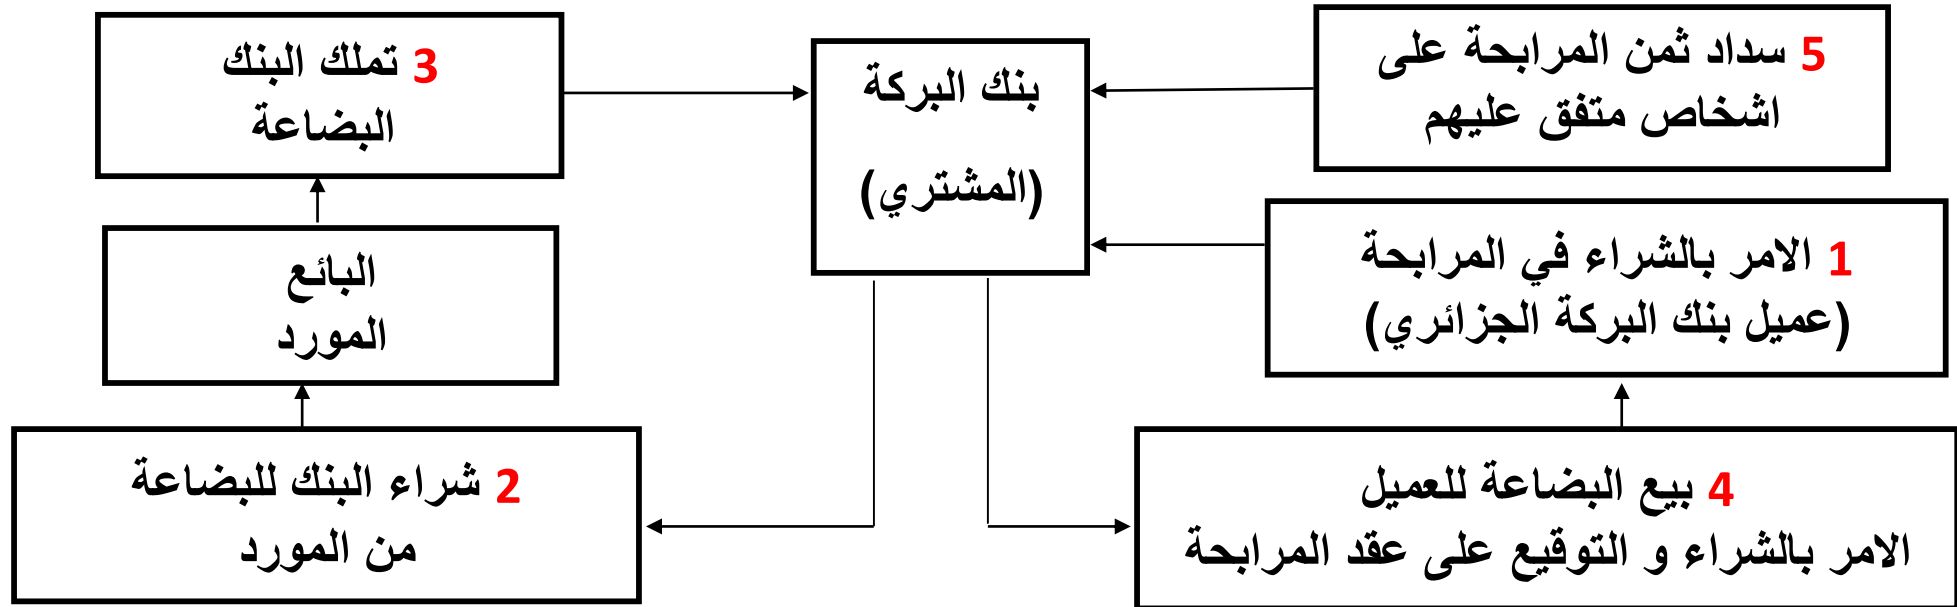 5 سداد ثمن المرابحة على
اشخاص متفق عليهم
بنك البركة
(المشتري)
3 تملك البنك
البضاعة
1 الامر بالشراء في المرابحة
(عميل بنك البركة الجزائري)
البائع
المورد
4 بيع البضاعة للعميل
الامر بالشراء و التوقيع على عقد المرابحة
2 شراء البنك للبضاعة
من المورد